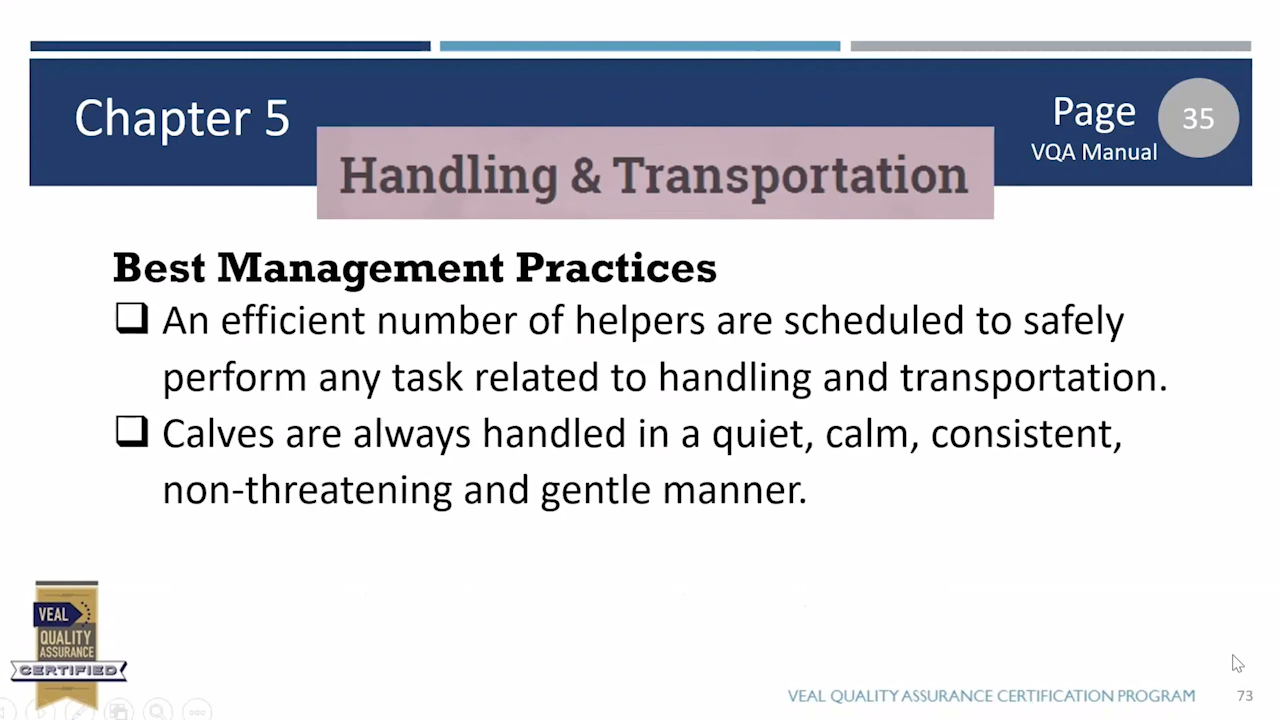 Chapter 5
Page
VQA Manual
35
Handling & Transportation
Best Management Practices
An efficient number of helpers are scheduled to safely
perform any task related to handling and transportation.
Calves are always handled in a quiet, calm, consistent,
non-threatening and gentle manner.
VEAL
QUALITY
ASSURANCE
CERTIFIED
VEAL QUALITY ASSURANCE CERTIFICATION PROGRAM
73